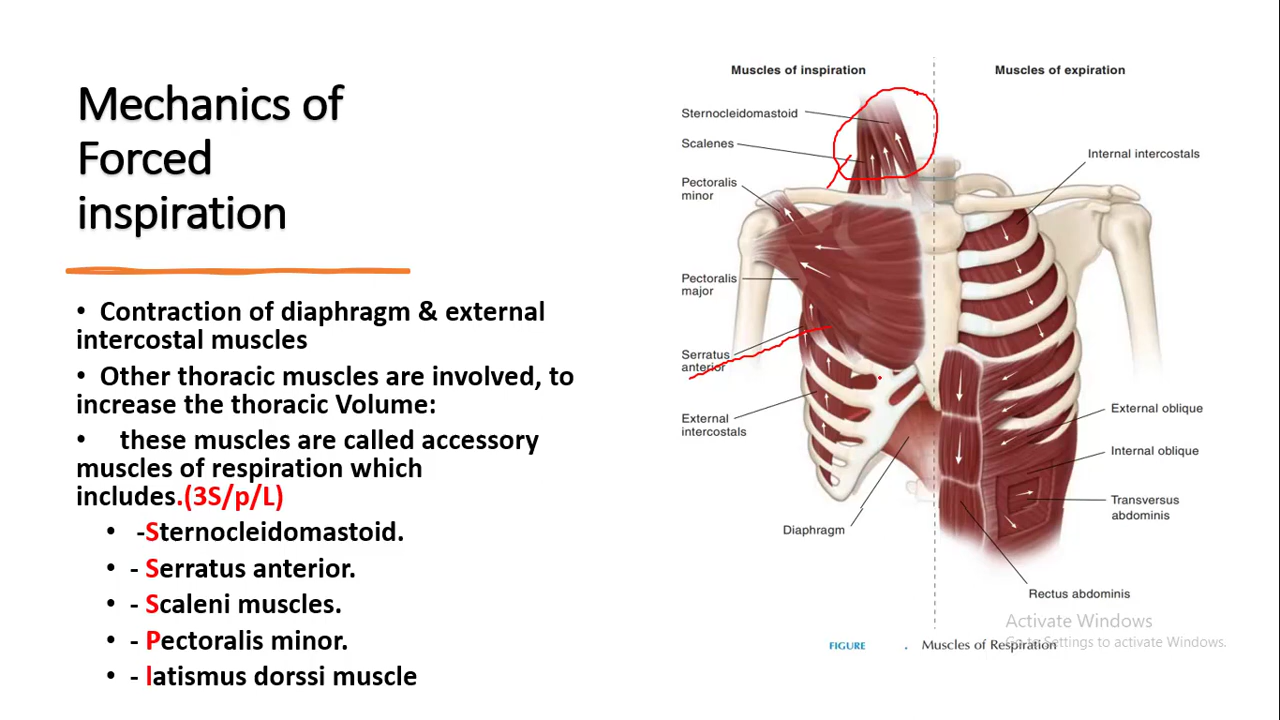 Mechanics of
Forced
inspiration
• Contraction of diaphragm & external
intercostal muscles
• Other thoracic muscles are involved, to
increase the thoracic Volume:
• these muscles are called accessory
muscles of respiration which
includes.(3S/p/L)
• -Sternocleidomastoid.
• - Serratus anterior.
• - Scaleni muscles.
• - Pectoralis minor.
• - latismus dorssi muscle
Muscles of inspiration
Muscles of expiration
Sternocleidomastoid
Scalenes
Pectoralis
minor
Pectoralis
major
Serratus
anterior
External
intercostals
Diaphragm
Internal intercostals
External oblique
Internal oblique
Transversus
abdominis
Rectus abdominis
FIGURE . Muscles of Respiration
Activate Windows
Go to Settings to activate Windows.